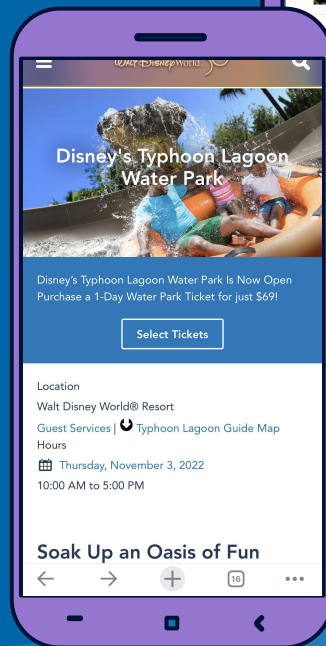 Walt Disney World. 50
Disney's Typhoon Lagoon
Water Park
Disney's Typhoon Lagoon Water Park Is Now Open
Purchase a 1-Day Water Park Ticket for just $69!
Select Tickets
Location
Walt Disney World® Resort
Guest Services | Typhoon Lagoon Guide Map
Hours
Thursday, November 3, 2022
10:00 AM to 5:00 PM
Soak Up an Oasis of Fun
16